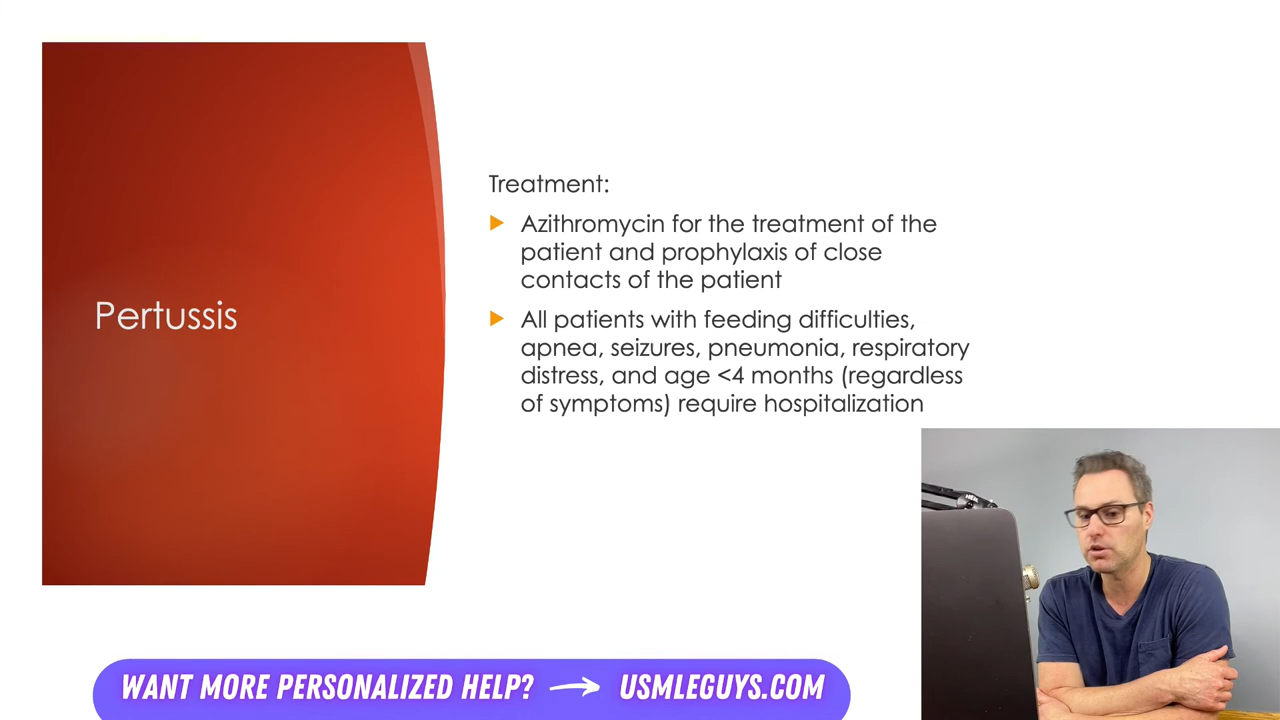 Pertussis
Treatment:
Azithromycin for the treatment of the
patient and prophylaxis of close
contacts of the patient
All patients with feeding difficulties,
apnea, seizures, pneumonia, respiratory
distress, and age <4 months (regardless
of symptoms) require hospitalization
WANT MORE PERSONALIZED HELP? → USMLEGUYS.COM